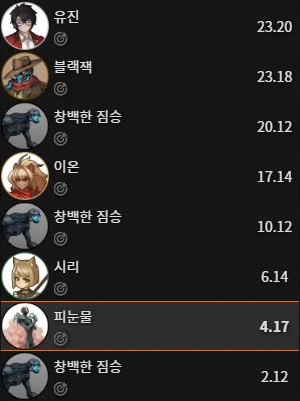 유진
23.20
블랙잭
23.18
창백한 짐승
20.12
이온
17.14
창백한 짐승
10.12
시리
6.14
피눈물
4.17
창백한 짐승
2.12